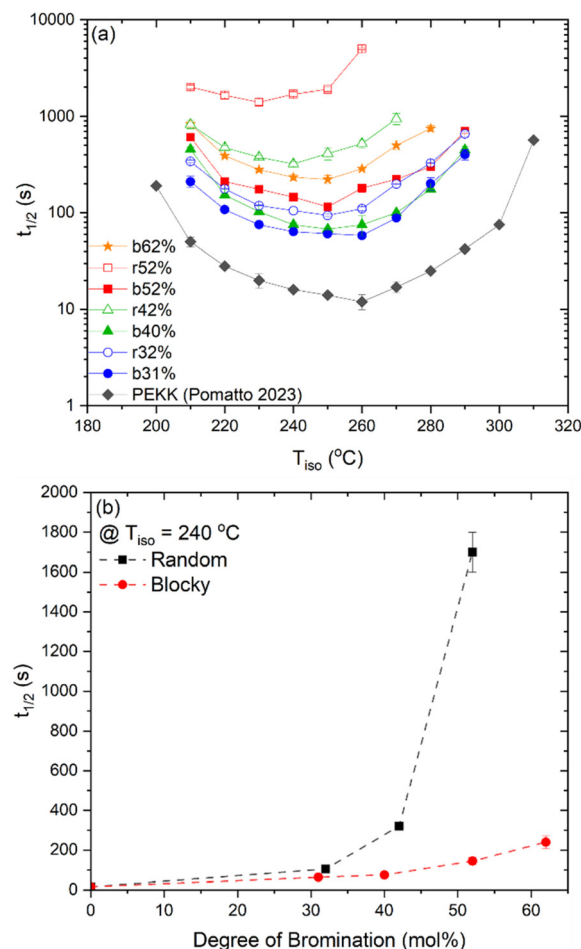 (a)
10000
1000
100
10
1
t1/2 (s)
b62%
r52%
b52%
r42%
b40%
r32%
b31%
PEKK (Pomatto 2023)
180 200 220 240 260 280 300 320
Tiso (oC)
(b)
@ Tiso = 240 oC
Random
Blocky
2000
1800
1600
1400
1200
1000
800
600
400
200
0
t1/2 (s)
0 10 20 30 40 50 60
Degree of Bromination (mol%)